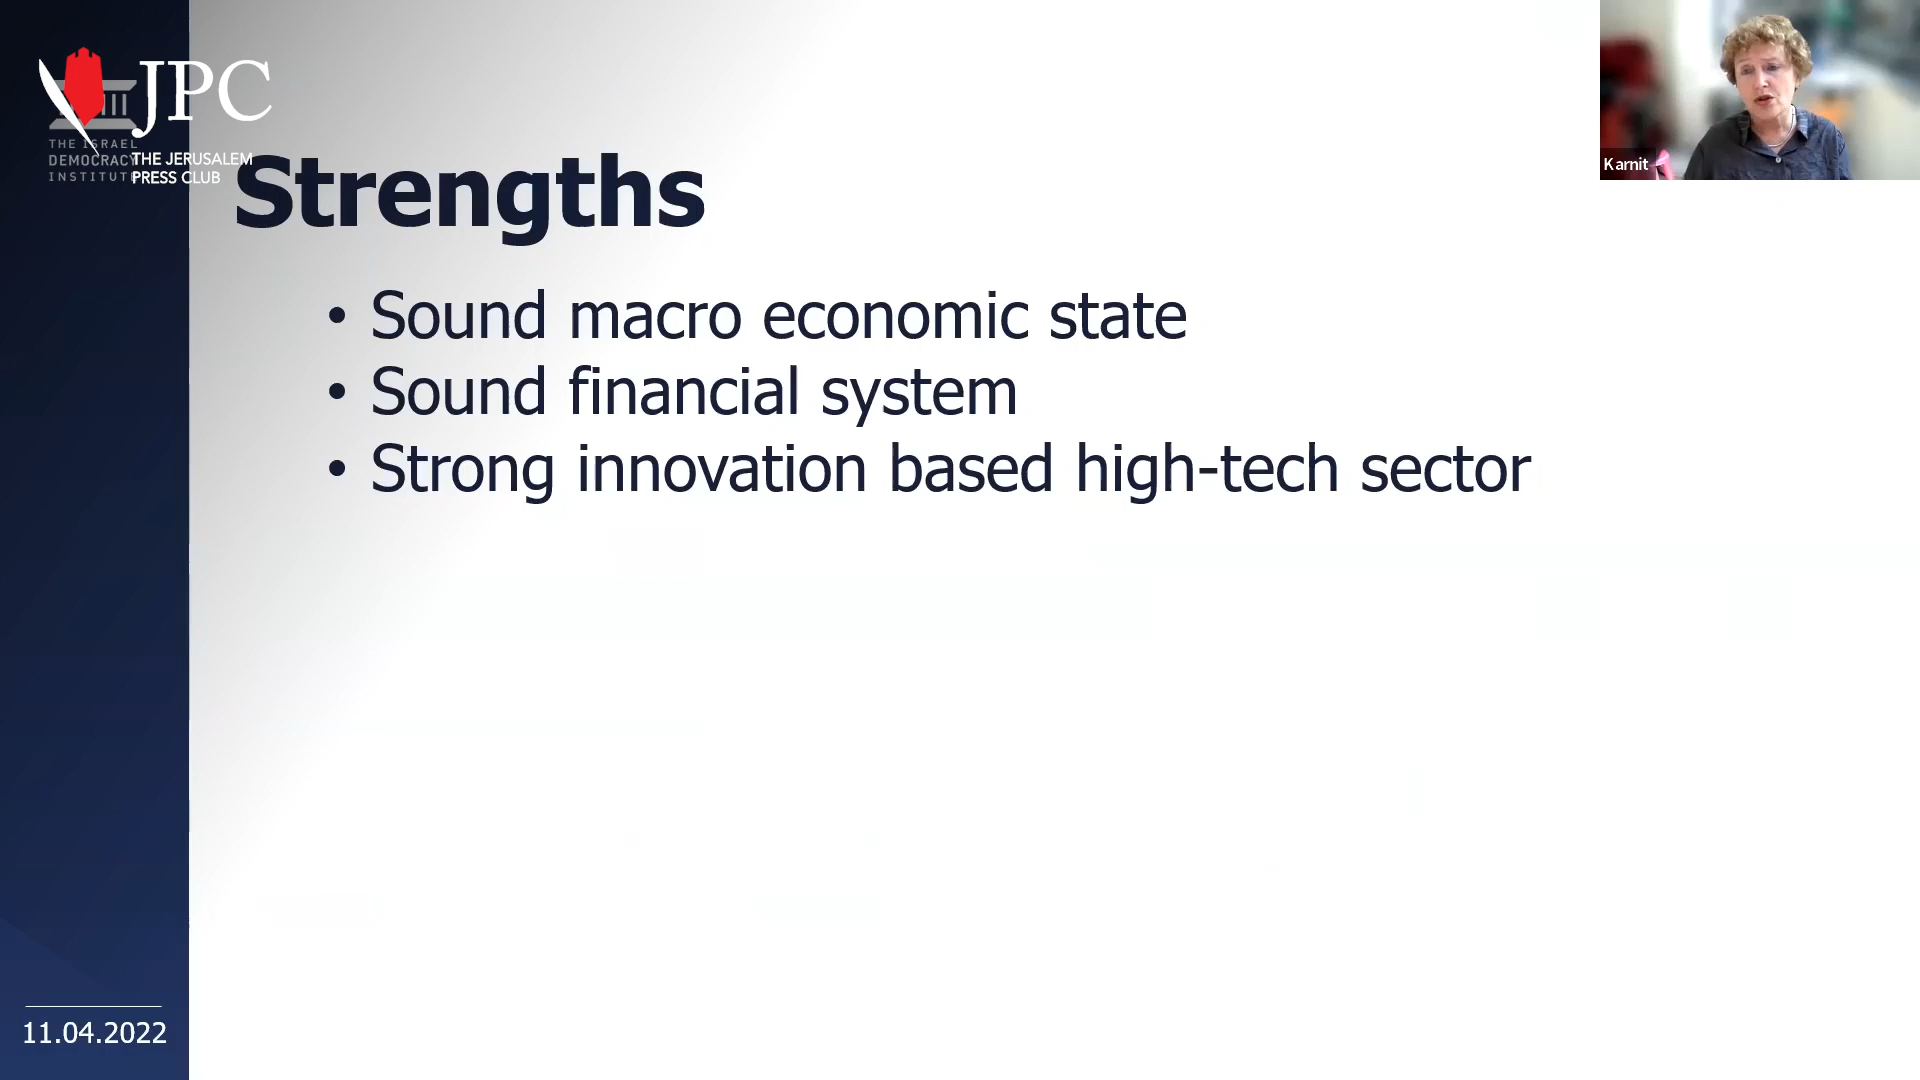 JPC
THE ISRAEL
DEMOCRACY
INSTITUTE
THE JERUSALEM
PRESS CLUB
Karnit
Strengths
• Sound macro economic state
• Sound financial system
• Strong innovation based high-tech sector
11.04.2022